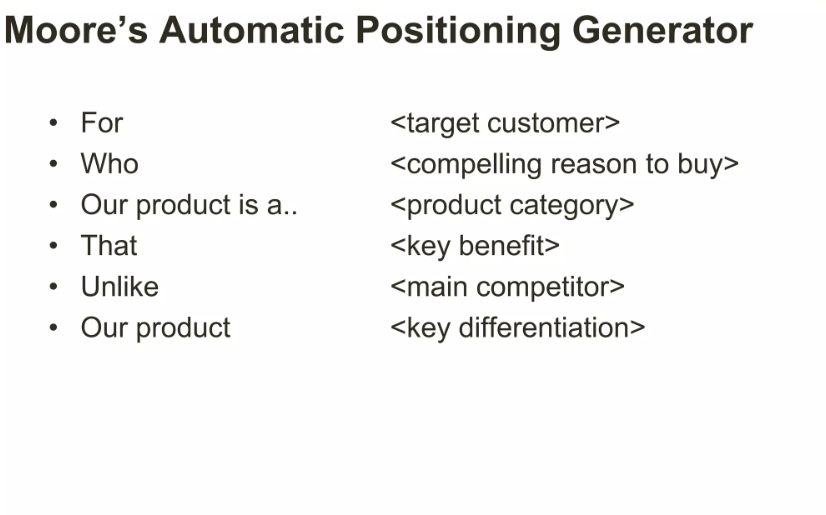 Moore’s Automatic Positioning Generator
• For <target customer>
• Who <compelling reason to buy>
• Our product is a.. <product category>
• That <key benefit>
• Unlike <main competitor>
• Our product <key differentiation>